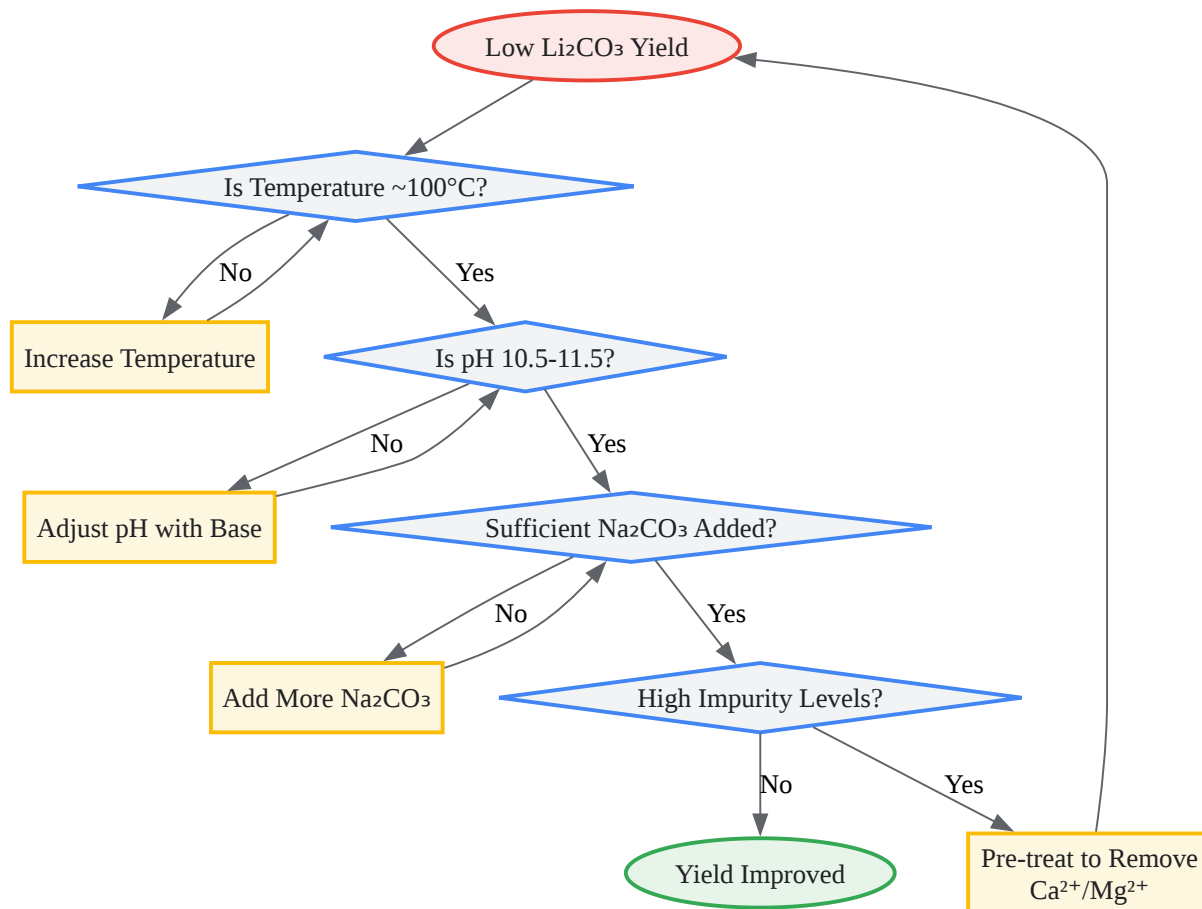 Low Li₂CO₃ Yield
Is Temperature ~100°C?
No
Yes
Increase Temperature
Is pH 10.5-11.5?
No
Yes
Adjust pH with Base
Sufficient Na₂CO₃ Added?
No
Yes
Add More Na₂CO₃
High Impurity Levels?
No
Yes
Yield Improved
Pre-treat to Remove
Ca²⁺/Mg²⁺